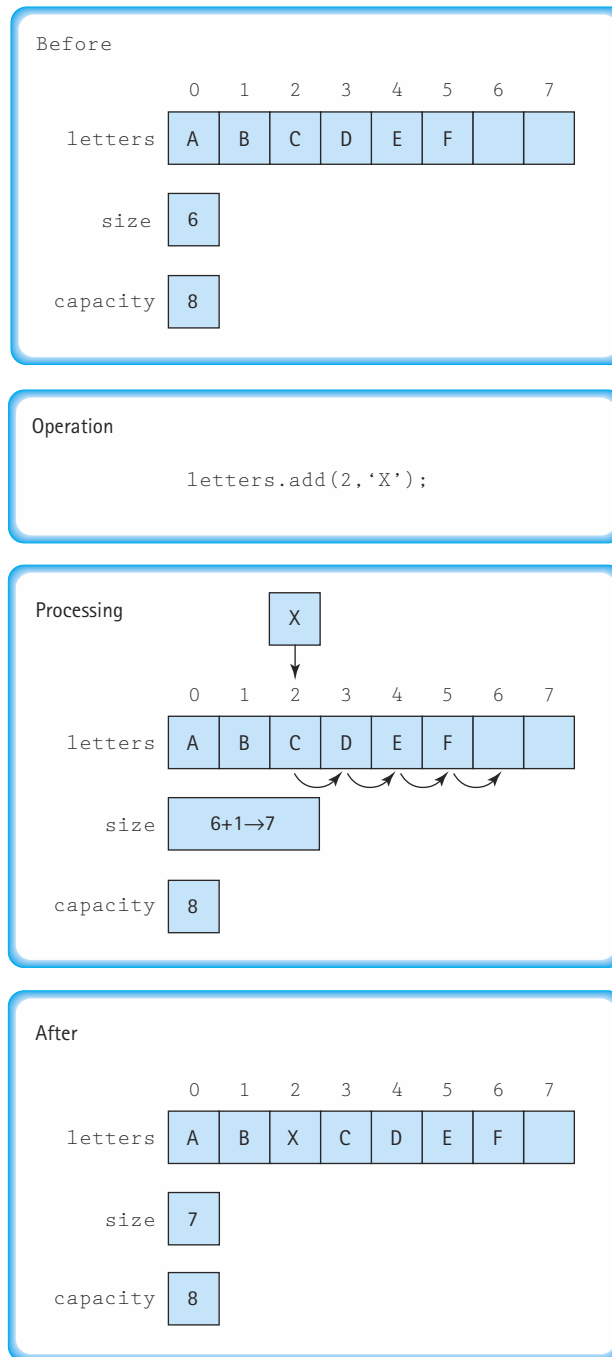 Before
0 1 2 3 4 5 6 7
letters A B C D E F
size 6
capacity 8
Operation
letters.add(2,‘X’);
Processing
X
0 1 2 3 4 5 6 7
letters A B C D E F
size 6+1→7
capacity 8
After
0 1 2 3 4 5 6 7
letters A B X C D E F
size 7
capacity 8